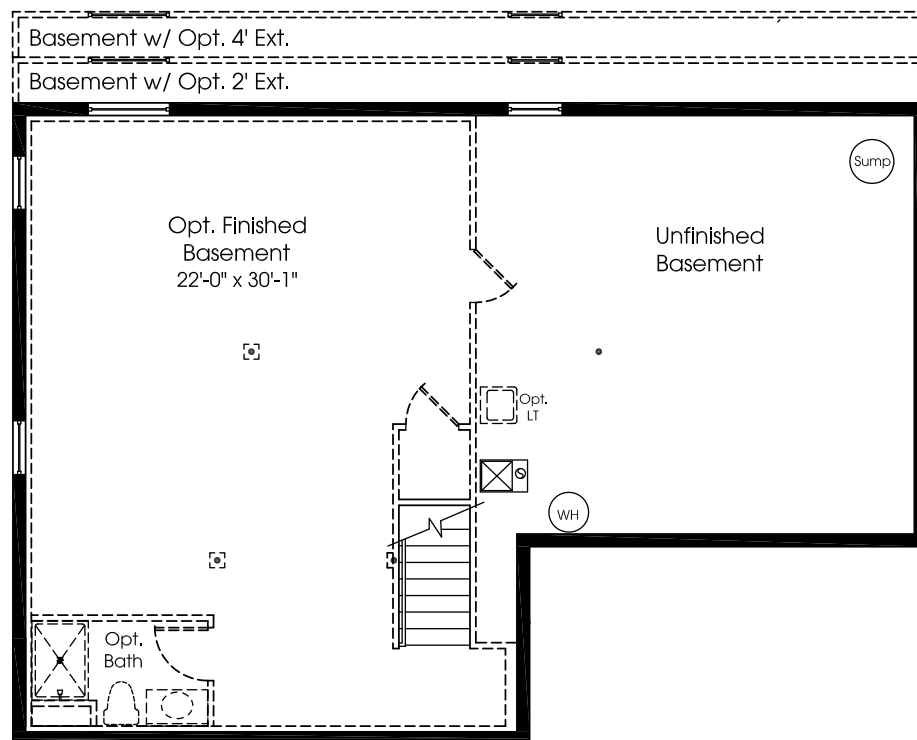 Basement w/ Opt. 4' Ext.
Basement w/ Opt. 2' Ext.
Sump
Opt. Finished
Basement
22'-0" x 30'-1"
Unfinished
Basement
Opt.
LT
WH
Opt.
Bath